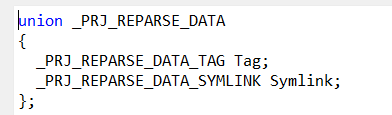 union _PRJ_REPARSE_DATA
{
  _PRJ_REPARSE_DATA_TAG Tag;
  _PRJ_REPARSE_DATA_SYMLINK Symlink;
};